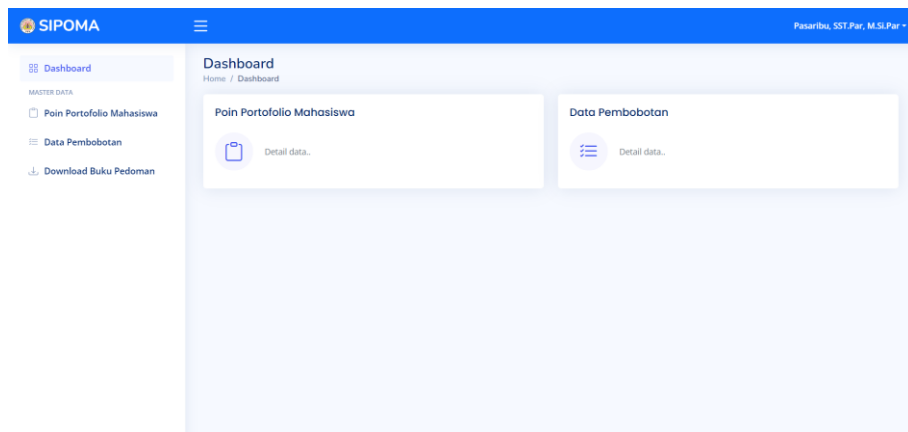 SIPOMA
Pasaribu, SST.Par, M.Si.Par
Dashboard
MASTER DATA
Poin Portofolio Mahasiswa
Data Pembobotan
Download Buku Pedoman
Dashboard
Home / Dashboard
Poin Portofolio Mahasiswa
Detail data..
Data Pembobotan
Detail data..